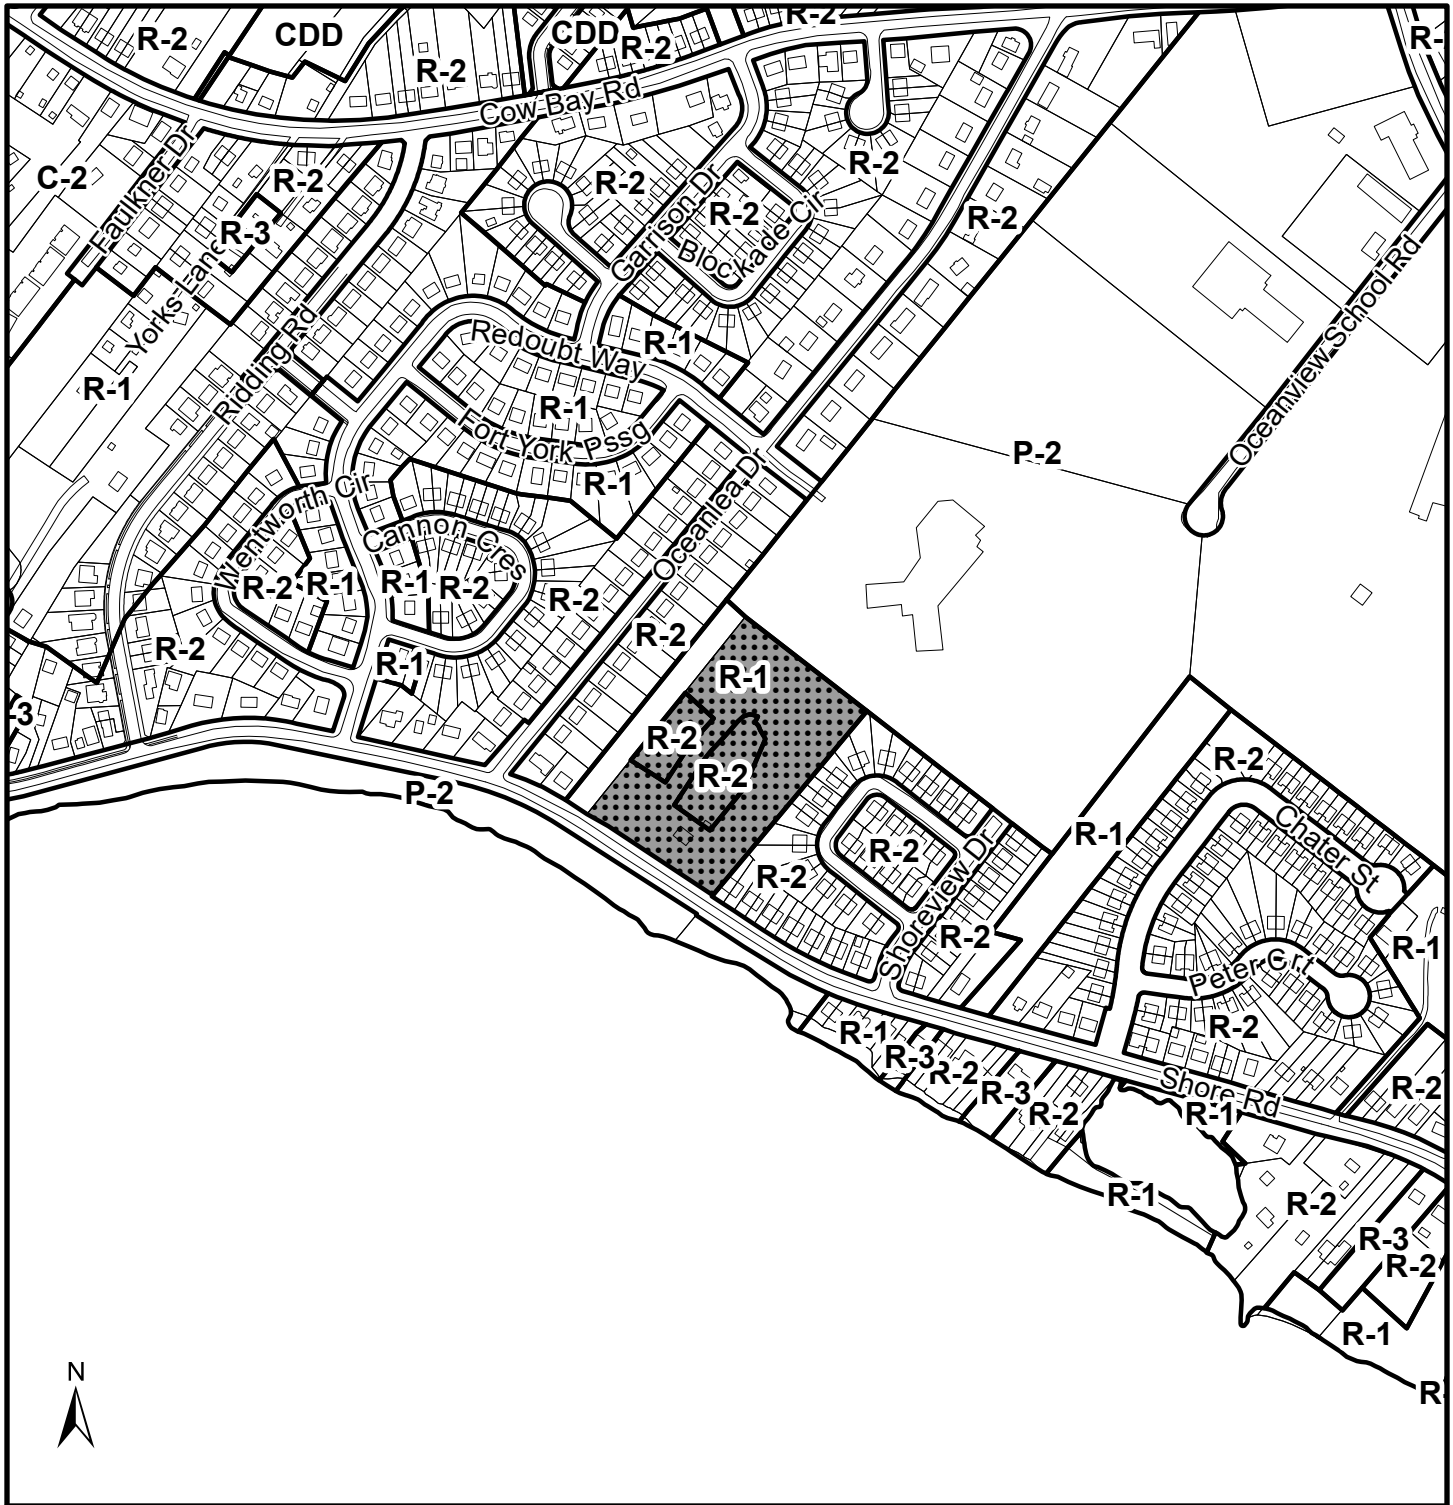 R-2
CDD
CDD
R-2
R-2
R-2
Cow Bay Rd
Faulkner Dr
C-2
R-2
R-3
Yorks Lane
Ridding Rd
R-1
R-2
Garrison Dr
R-2
Blockade Cir
R-2
R-2
Oceanview School Rd
Redoubt Way
R-1
R-1
Fort York Pssg
R-1
P-2
Wentworth Cir
Cannon Cres
Oceanlea Dr
R-2
R-1
R-1
R-2
R-2
R-2
R-2
R-1
R-1
-3
R-2
R-2
P-2
R-2
Chater St
R-1
R-2
R-2
Shoreview Dr
R-2
R-1
Peter Crt
R-2
R-1
R-3
R-2
R-3
R-2
Shore Rd
R-1
R-2
R-1
R-2
R-3
R-2
R-1
N